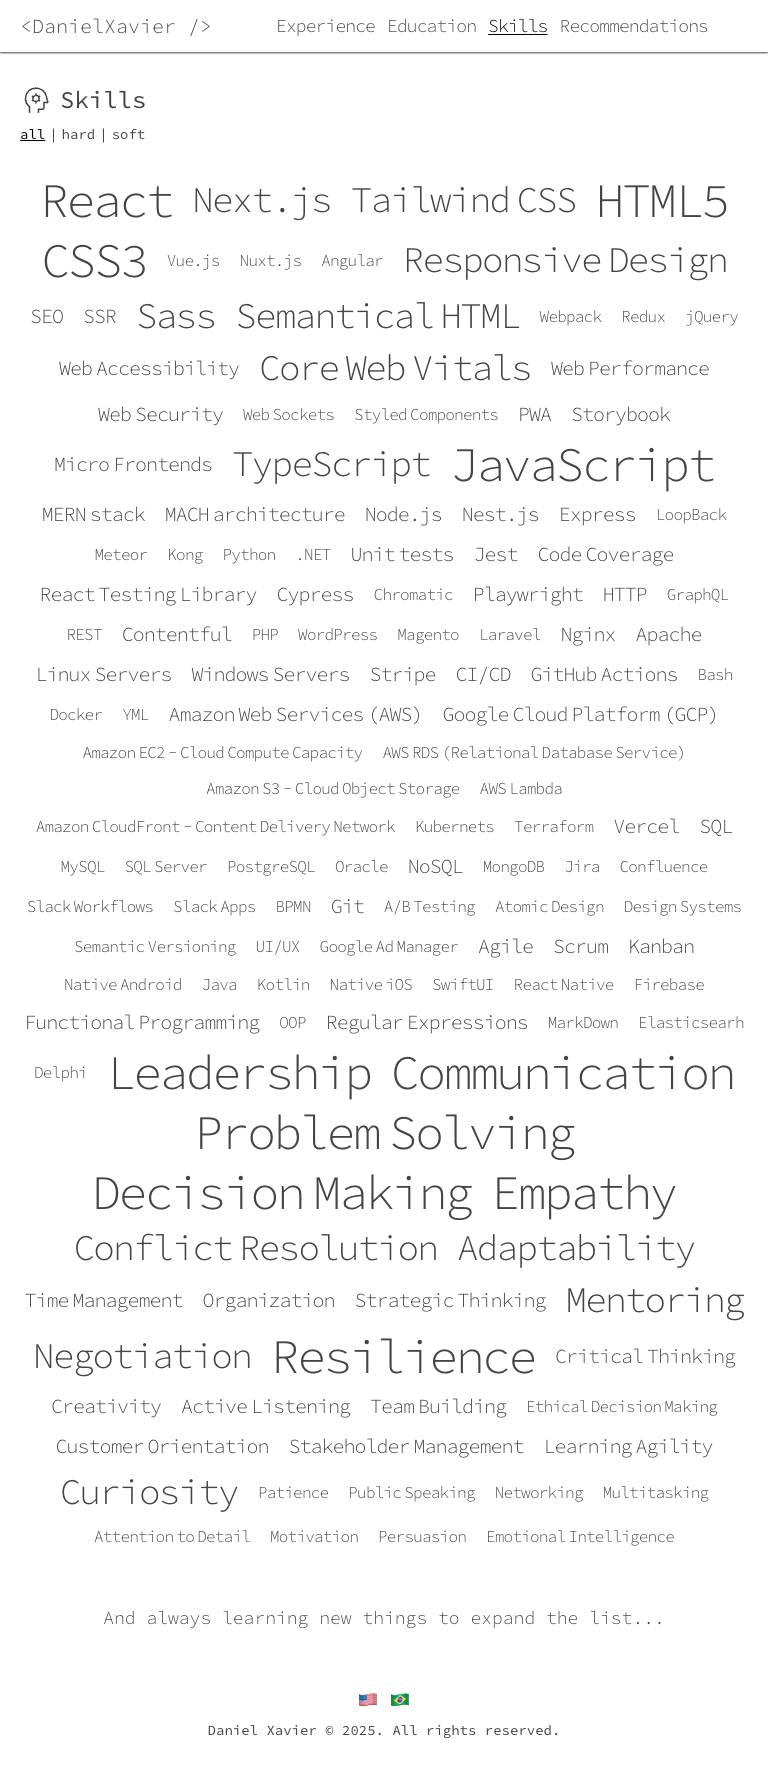 <DanielXavier /> Experience Education Skills Recommendations
Skills
all | hard | soft
React Next.js Tailwind CSS HTML5
CSS3 Vue.js Nuxt.js Angular Responsive Design
SEO SSR Sass Semantical HTML Webpack Redux jQuery
Web Accessibility Core Web Vitals Web Performance
Web Security Web Sockets Styled Components PWA Storybook
Micro Frontends TypeScript JavaScript
MERN stack MACH architecture Node.js Nest.js Express LoopBack
Meteor Kong Python .NET Unit tests Jest Code Coverage
React Testing Library Cypress Chromatic Playwright HTTP GraphQL
REST Contentful PHP WordPress Magento Laravel Nginx Apache
Linux Servers Windows Servers Stripe CI/CD GitHub Actions Bash
Docker YML Amazon Web Services (AWS) Google Cloud Platform (GCP)
Amazon EC2 - Cloud Compute Capacity AWS RDS (Relational Database Service)
Amazon S3 - Cloud Object Storage AWS Lambda
Amazon CloudFront - Content Delivery Network Kubernets Terraform Vercel SQL
MySQL SQL Server PostgreSQL Oracle NoSQL MongoDB Jira Confluence
Slack Workflows Slack Apps BPMN Git A/B Testing Atomic Design Design Systems
Semantic Versioning UI/UX Google Ad Manager Agile Scrum Kanban
Native Android Java Kotlin Native iOS SwiftUI React Native Firebase
Functional Programming OOP Regular Expressions MarkDown Elasticsearh
Delphi Leadership Communication
Problem Solving
Decision Making Empathy
Conflict Resolution Adaptability
Time Management Organization Strategic Thinking Mentoring
Negotiation Resilience Critical Thinking
Creativity Active Listening Team Building Ethical Decision Making
Customer Orientation Stakeholder Management Learning Agility
Curiosity Patience Public Speaking Networking Multitasking
Attention to Detail Motivation Persuasion Emotional Intelligence
And always learning new things to expand the list...
Daniel Xavier © 2025. All rights reserved.